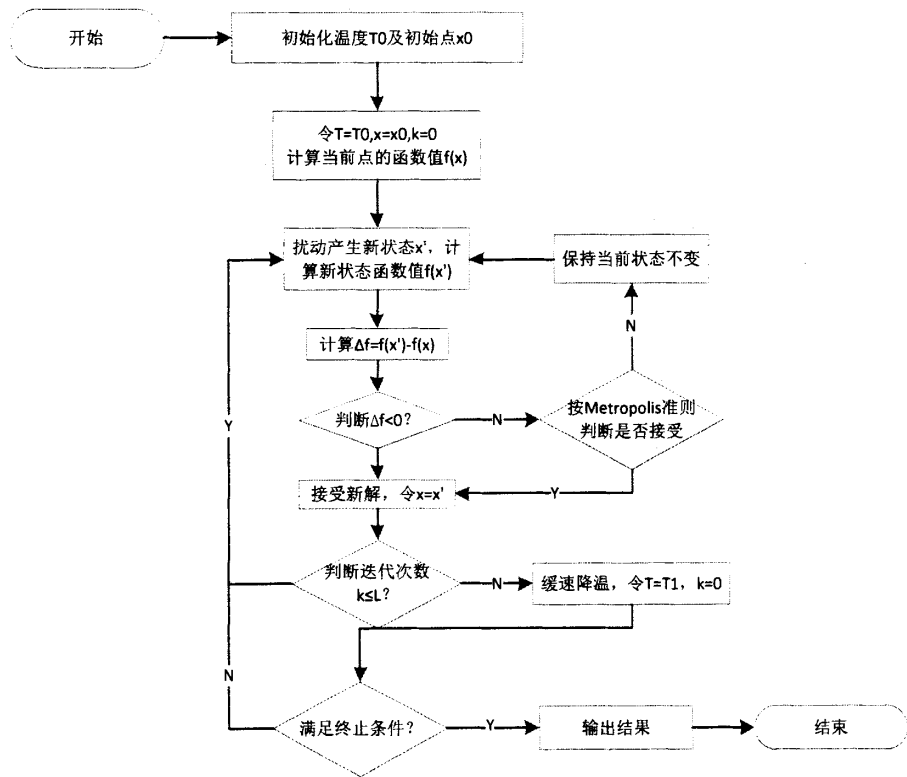 开始
初始化温度T0及初始点x0
令T=T0,x=x0,k=0
计算当前点的函数值f(x)
扰动产生新状态x'，计
算新状态函数值f(x')
保持当前状态不变
N
计算Δf=f(x')-f(x)
判断Δf<0？
N
按Metropolis准则
判断是否接受
Y
接受新解，令x=x'
Y
判断迭代次数
k≤L？
N
缓速降温，令T=T1，k=0
N
满足终止条件？
Y
输出结果
结束